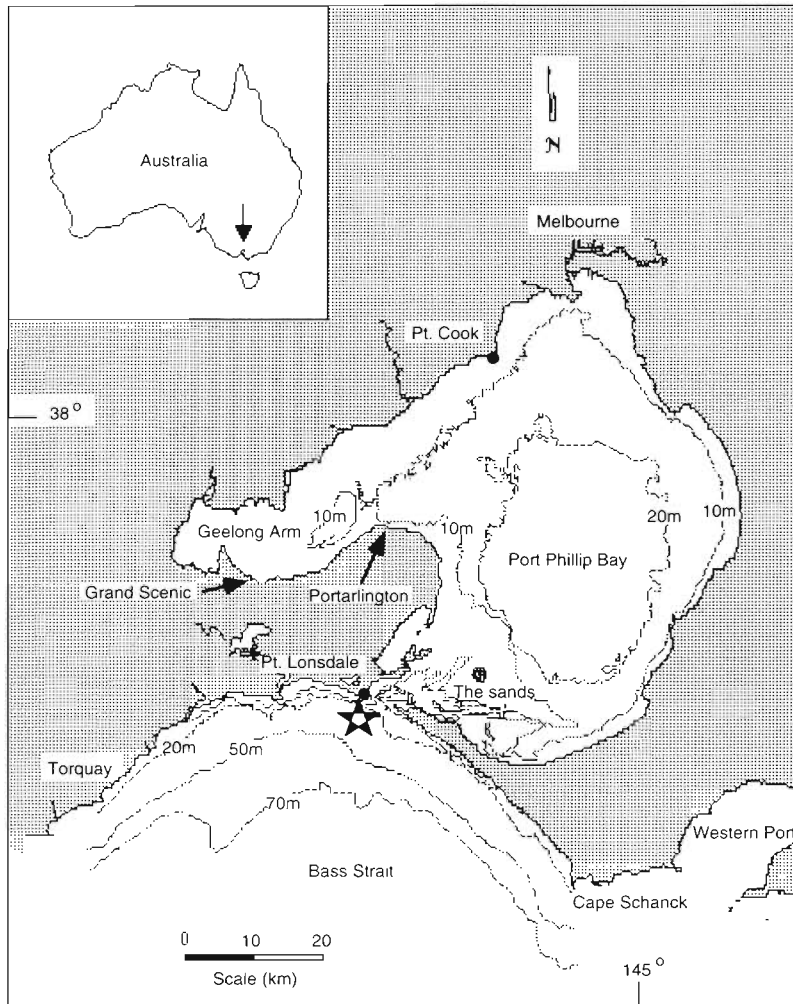 Australia
N
Melbourne
Pt. Cook
38 o
10m
Geelong Arm
10m
20m
10m
Port Phillip Bay
Grand Scenic
Portarlington
Pt. Lonsdale
The sands
20m
50m
Torquay
70m
Western Port
Bass Strait
Cape Schanck
0 10 20
Scale (km)
145 o